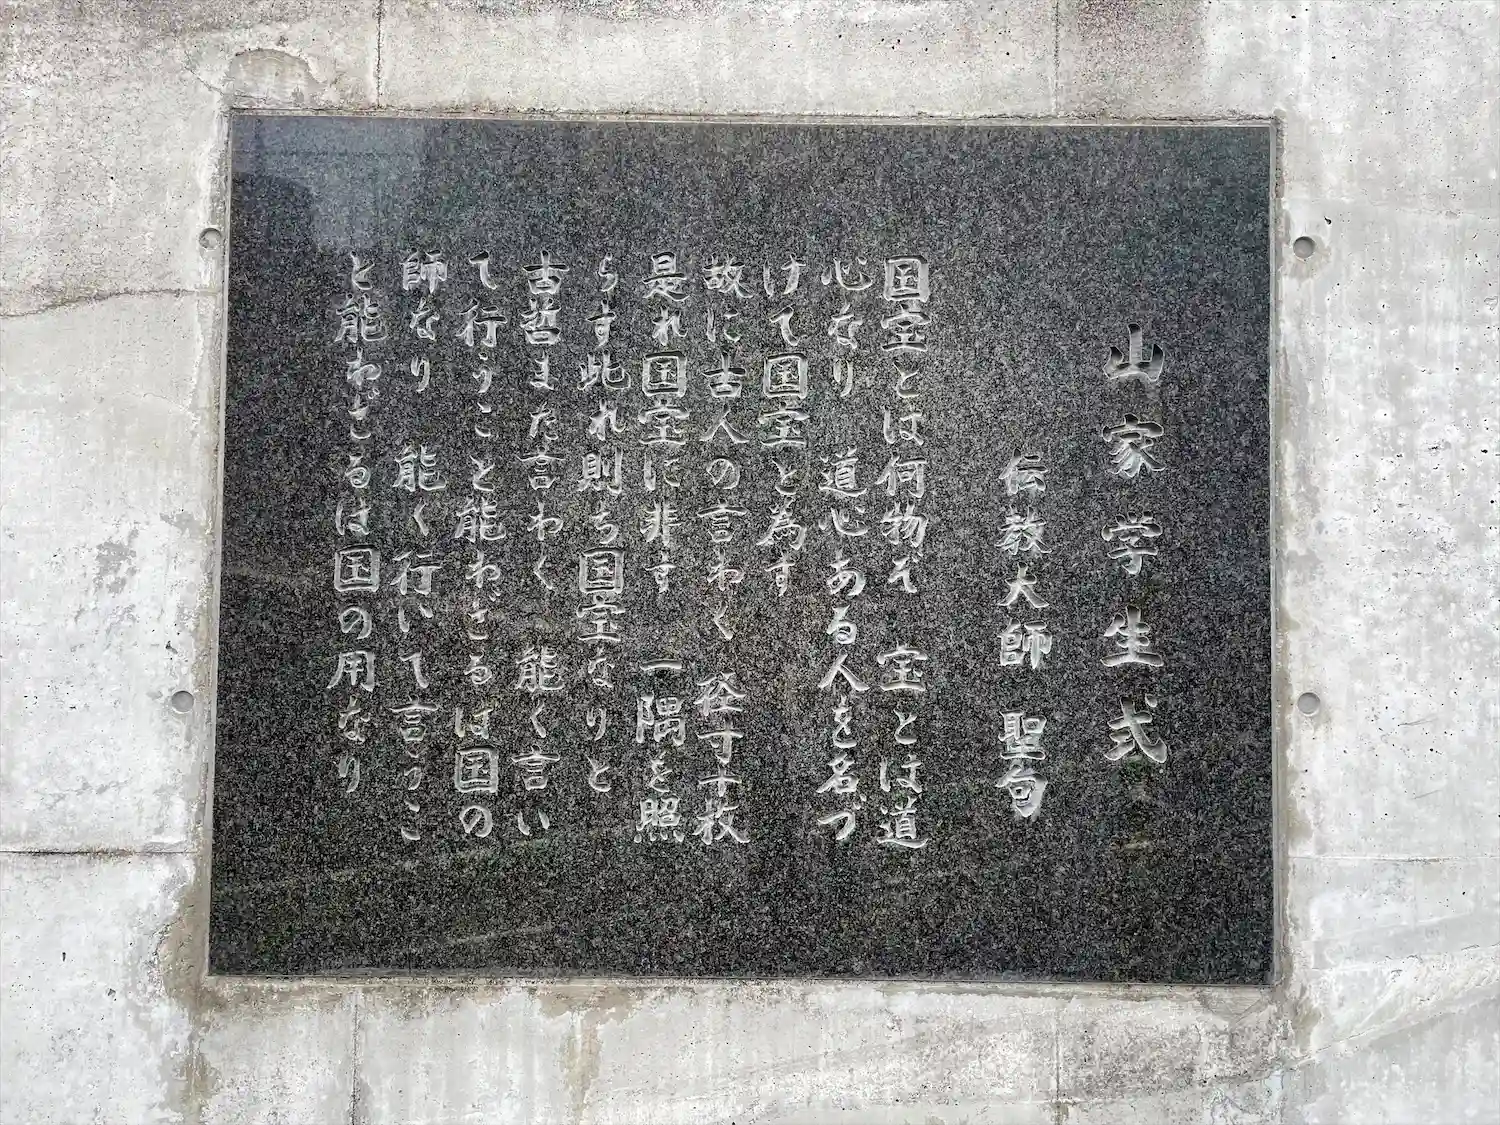 山家学生式
伝教大師 聖句
国宝とは何物ぞ 宝とは道
心なり 道心ある人を名づ
けて国宝と為す
故に古人の言わく 径寸十枚
是れ国宝に非す 一隅を照
らす此れ則ち国宝なりと
古哲また言わく 能く言い
て行うこと能わざるは国の
師なり 能く行いて言うこ
と能わざるは国の用なり